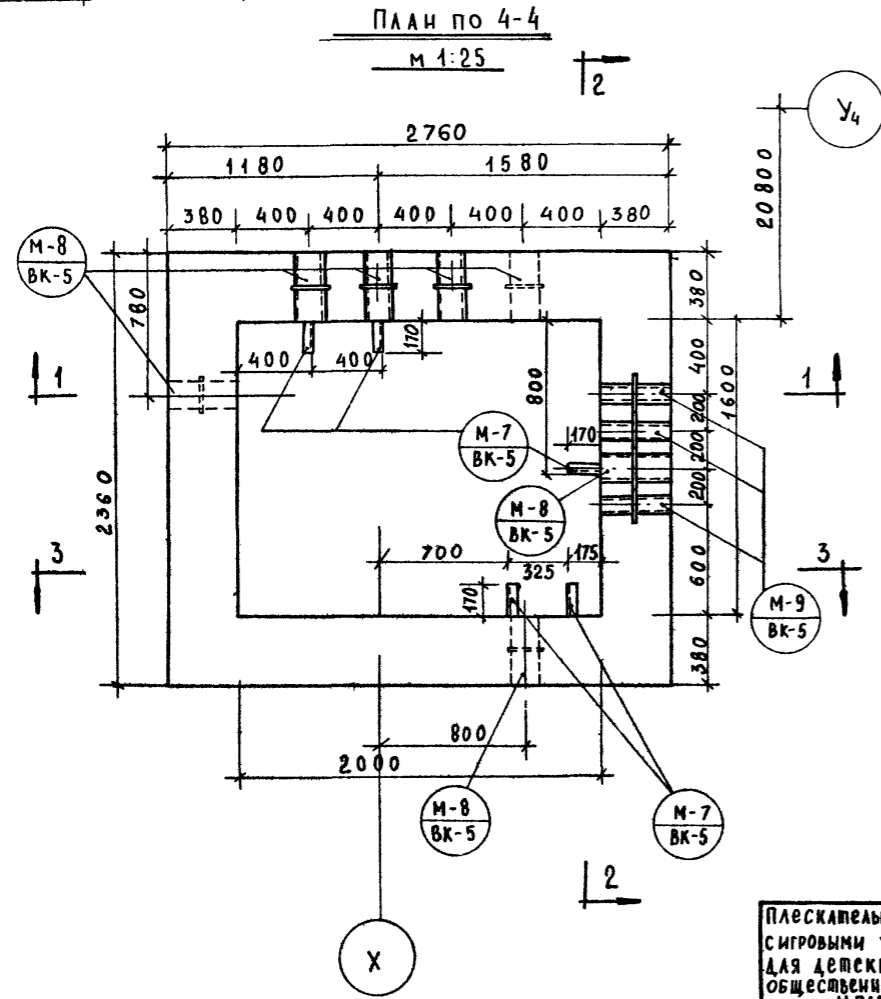 ПЛАН ПО 4-4
М 1:25
2
У₄
2760
1180
1580
20800
380
400
400
400
400
400
380
М-8
ВК-5
780
380
400
400
170
400
1
800
1600
1
200
М-7
ВК-5
170
200
2360
М-8
ВК-5
200
3
700
325
175
600
3
170
М-9
ВК-5
380
800
2000
М-8
ВК-5
М-7
ВК-5
2
Х
ПЛЕСКАТЕЛЬ
С ИГРОВЫМИ
ДЛЯ ДЕТСКИ
ОБЩЕСТВЕНН